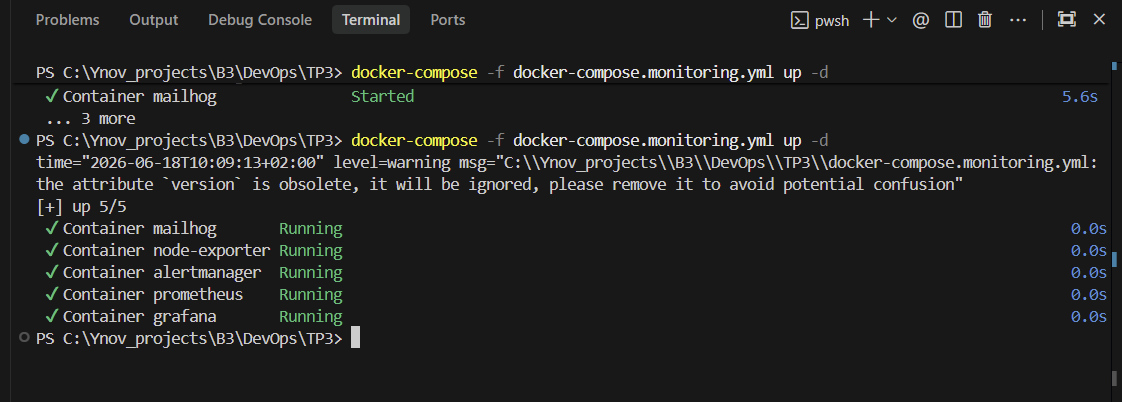 Problems Output Debug Console Terminal Ports pwsh
PS C:\Ynov_projects\B3\DevOps\TP3> docker-compose -f docker-compose.monitoring.yml up -d
✓ Container mailhog Started 5.6s
... 3 more
PS C:\Ynov_projects\B3\DevOps\TP3> docker-compose -f docker-compose.monitoring.yml up -d
time="2026-06-18T10:09:13+02:00" level=warning msg="C:\\Ynov_projects\\B3\\DevOps\\TP3\\docker-compose.monitoring.yml:
the attribute `version` is obsolete, it will be ignored, please remove it to avoid potential confusion"
[+] up 5/5
✓ Container mailhog Running 0.0s
✓ Container node-exporter Running 0.0s
✓ Container alertmanager Running 0.0s
✓ Container prometheus Running 0.0s
✓ Container grafana Running 0.0s
PS C:\Ynov_projects\B3\DevOps\TP3>